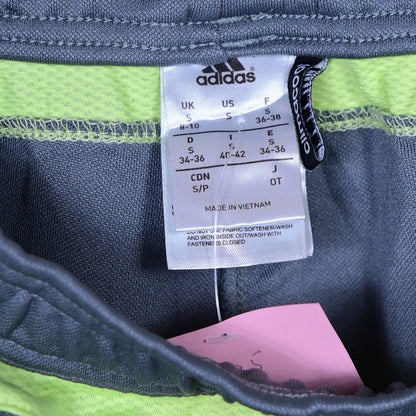 adidas
UK US F
S S S
8-10 36-38
D I E
S S S
34-36 40-42 34-36
CDN J
S/P OT
MADE IN VIETNAM
DO NOT USE FABRIC SOFTENER/WASH
AND IRON INSIDE OUT/WASH WITH
FASTENERS CLOSED
climacool